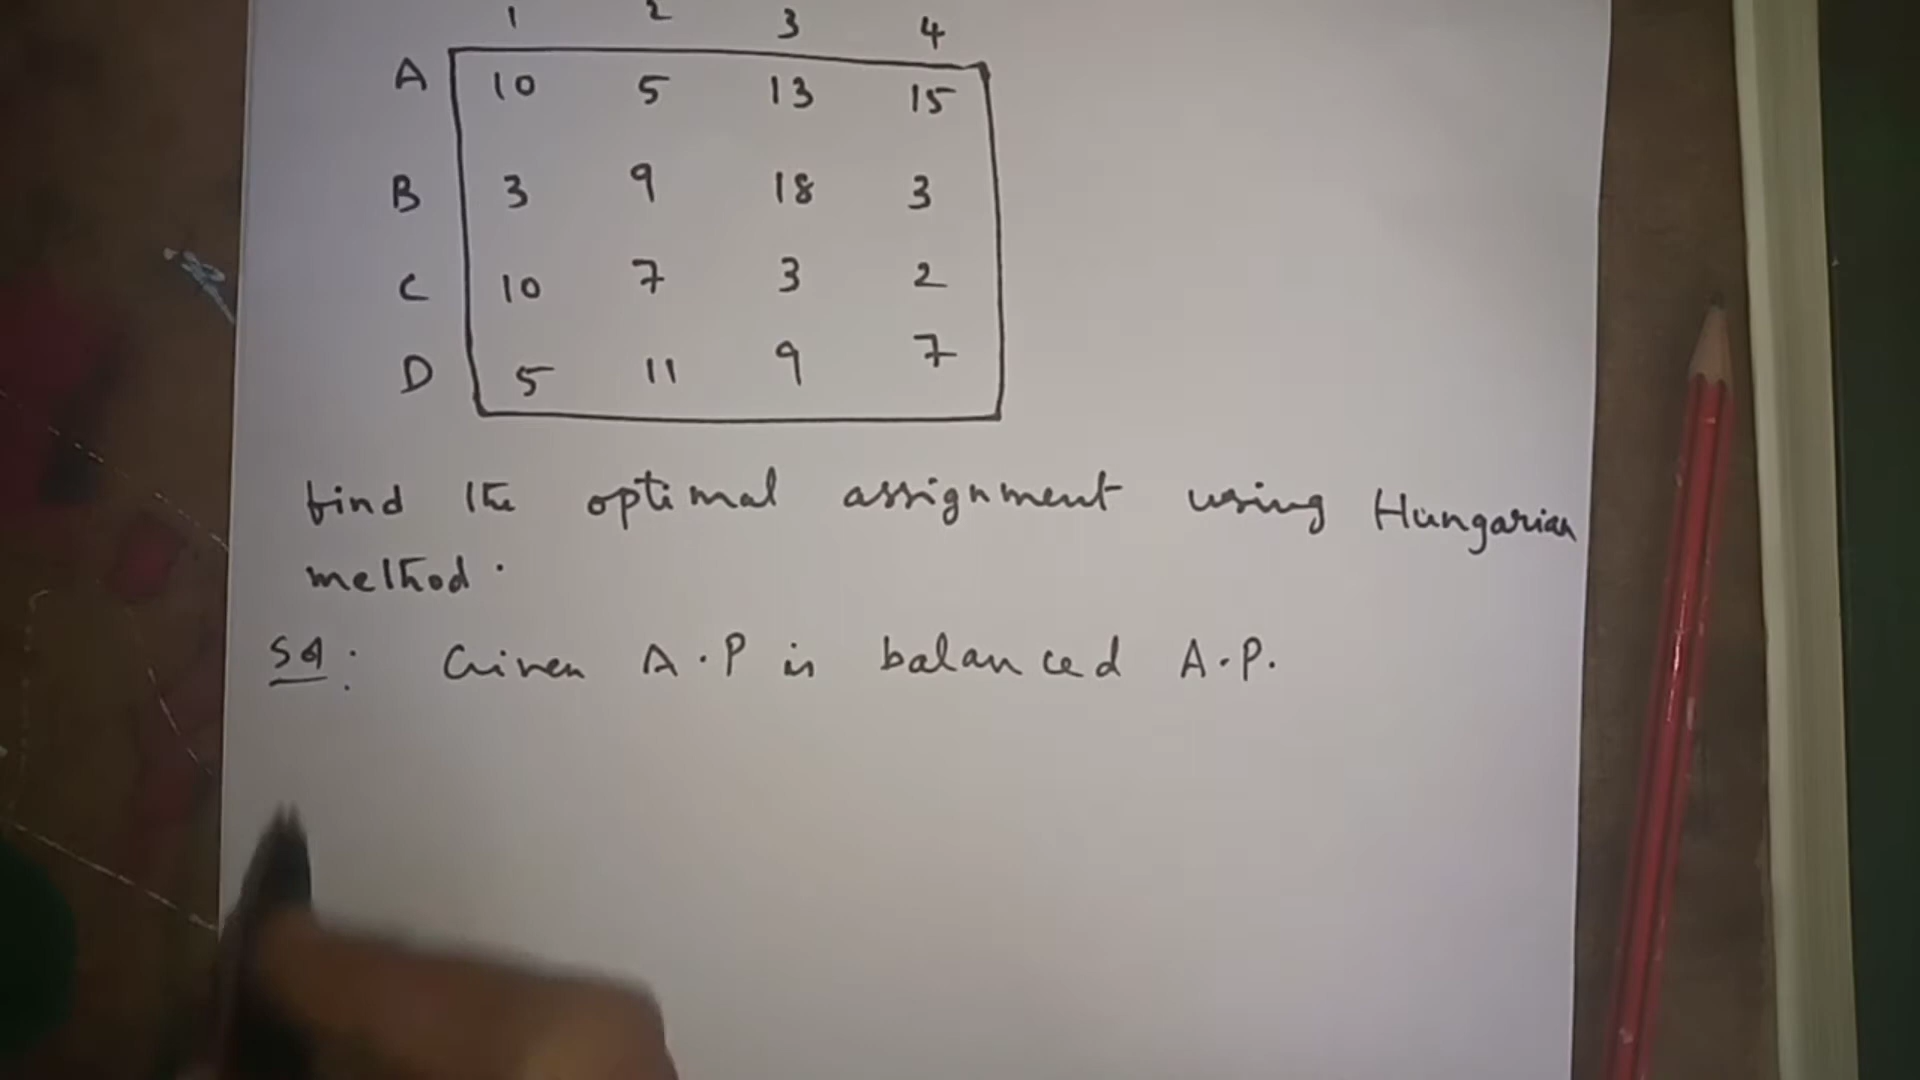 1 2 3 4
A 10 5 13 15
B 3 9 18 3
C 10 7 3 2
D 5 11 9 7
find the optimal assignment using Hungarian
method.
Sol: Given A.P is balanced A.P.